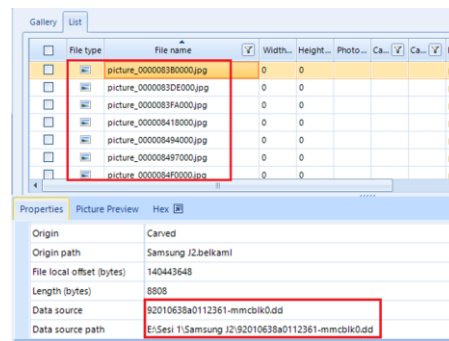 Gallery List
File type File name Width... Height... Photo... Ca... Ca...
picture_0000083B0000.jpg 0 0
picture_0000083DE000.jpg 0 0
picture_0000083FA000.jpg 0 0
picture_000008418000.jpg 0 0
picture_000008494000.jpg 0 0
picture_000008497000.jpg 0 0
picture_0000084F0000.jpg 0 0
Properties Picture Preview Hex
Origin Carved
Origin path Samsung J2.belkaml
File local offset (bytes) 140443648
Length (bytes) 8808
Data source 92010638a0112361-mmcblk0.dd
Data source path E:\Sesi 1\Samsung J2\92010638a0112361-mmcblk0.dd